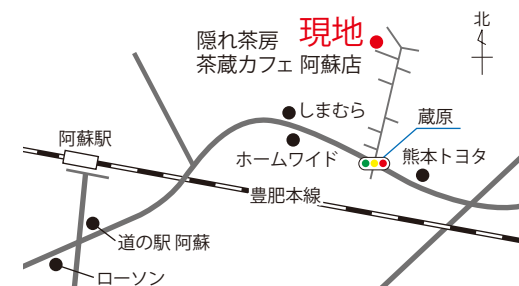 北
隠れ茶房
茶蔵カフェ 阿蘇店
現地
しまむら
蔵原
阿蘇駅
ホームワイド
熊本トヨタ
豊肥本線
道の駅 阿蘇
ローソン